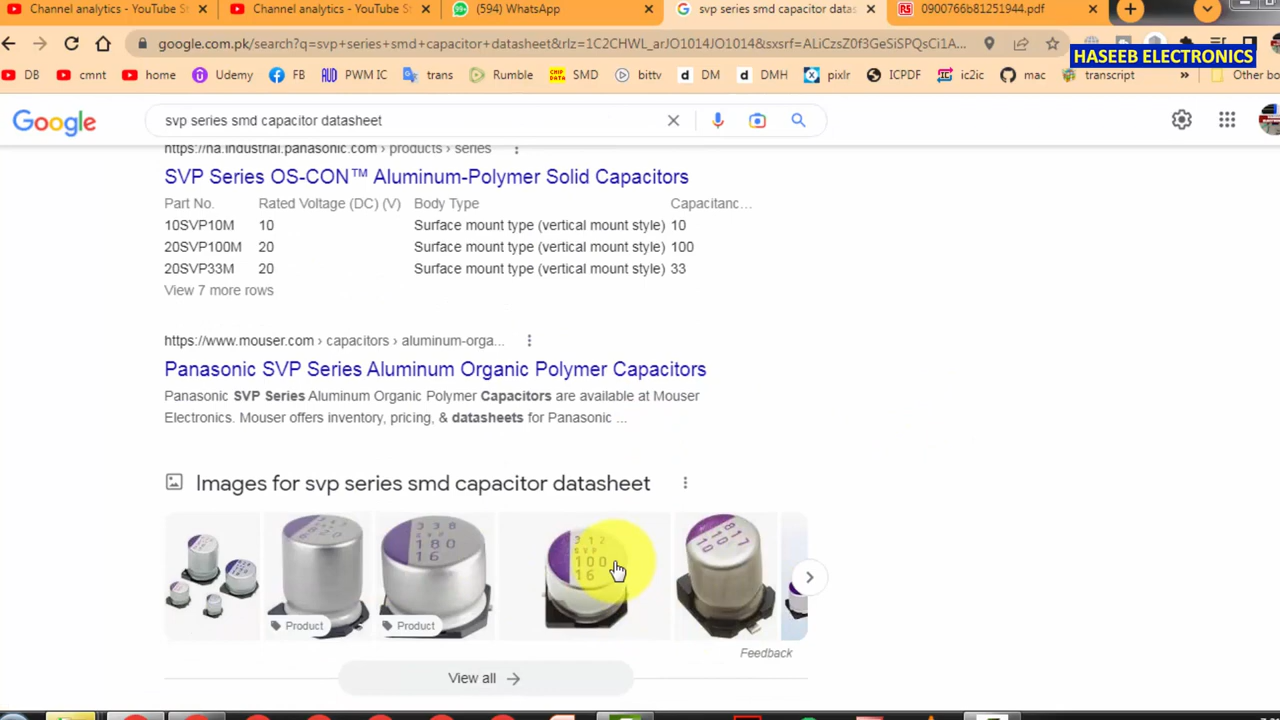 Channel analytics - YouTube S
Channel analytics - YouTube S
(594) WhatsApp
svp series smd capacitor datas
0900766b81251944.pdf
google.com.pk/search?q=svp+series+smd+capacitor+datasheet&rlz=1C2CHWL_arJO1014JO1014&sxsrf=ALiCzsZ0f3GeSiSPQsCi1A...
HASEEB ELECTRONICS
DB
cmnt
home
Udemy
FB
AUD PWM IC
trans
Rumble
CHIP DATA SMD
bittv
d DM
d DMH
pixlr
ICPDF
ic2ic
mac
transcript
»
Other bo
Google
svp series smd capacitor datasheet
https://na.industrial.panasonic.com › products › series
SVP Series OS-CON™ Aluminum-Polymer Solid Capacitors
Part No. Rated Voltage (DC) (V) Body Type Capacitanc...
10SVP10M 10 Surface mount type (vertical mount style) 10
20SVP100M 20 Surface mount type (vertical mount style) 100
20SVP33M 20 Surface mount type (vertical mount style) 33
View 7 more rows
https://www.mouser.com › capacitors › aluminum-orga...
Panasonic SVP Series Aluminum Organic Polymer Capacitors
Panasonic SVP Series Aluminum Organic Polymer Capacitors are available at Mouser
Electronics. Mouser offers inventory, pricing, & datasheets for Panasonic ...
Images for svp series smd capacitor datasheet
338
SVP
180
16
312
SVP
100
16
Product
Product
Feedback
View all